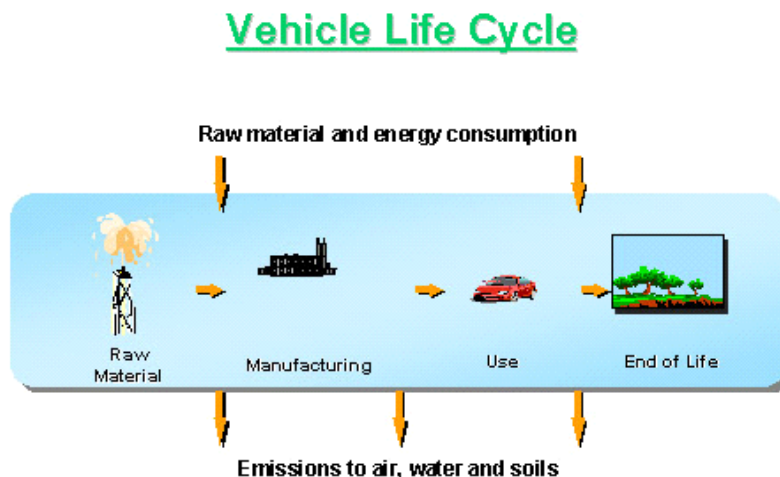 Vehicle Life Cycle
Raw material and energy consumption
Raw
Material
Manufacturing
Use
End of Life
Emissions to air, water and soils